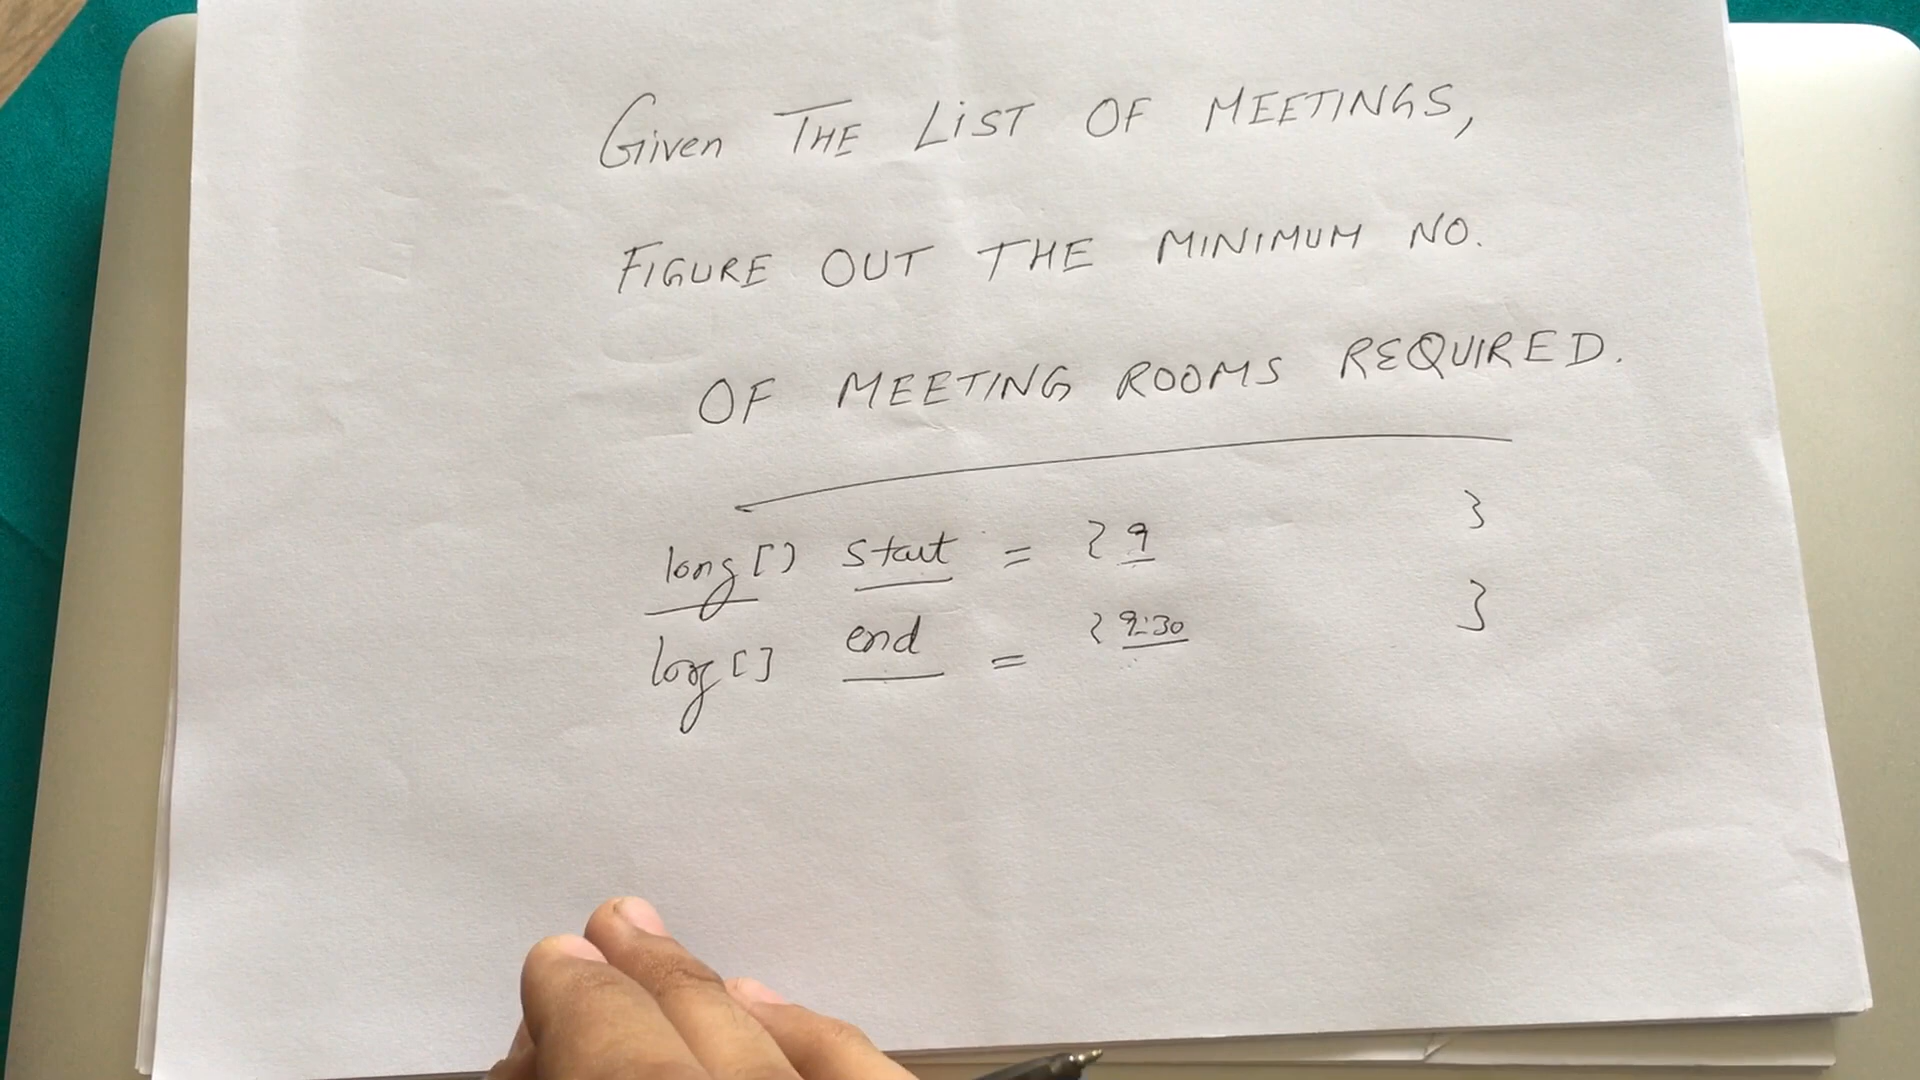 Given THE LiST OF MEETINGS,
FIGURE OUT THE MINIMUM NO.
OF MEETING ROOMS REQUIRED.
long[] start = { 9 }
long[] end = { 9:30 }